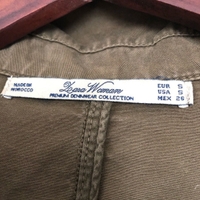 MADE IN
MOROCCO
Zara Woman
PREMIUM DENIMWEAR COLLECTION
EUR S
USA S
MEX 26